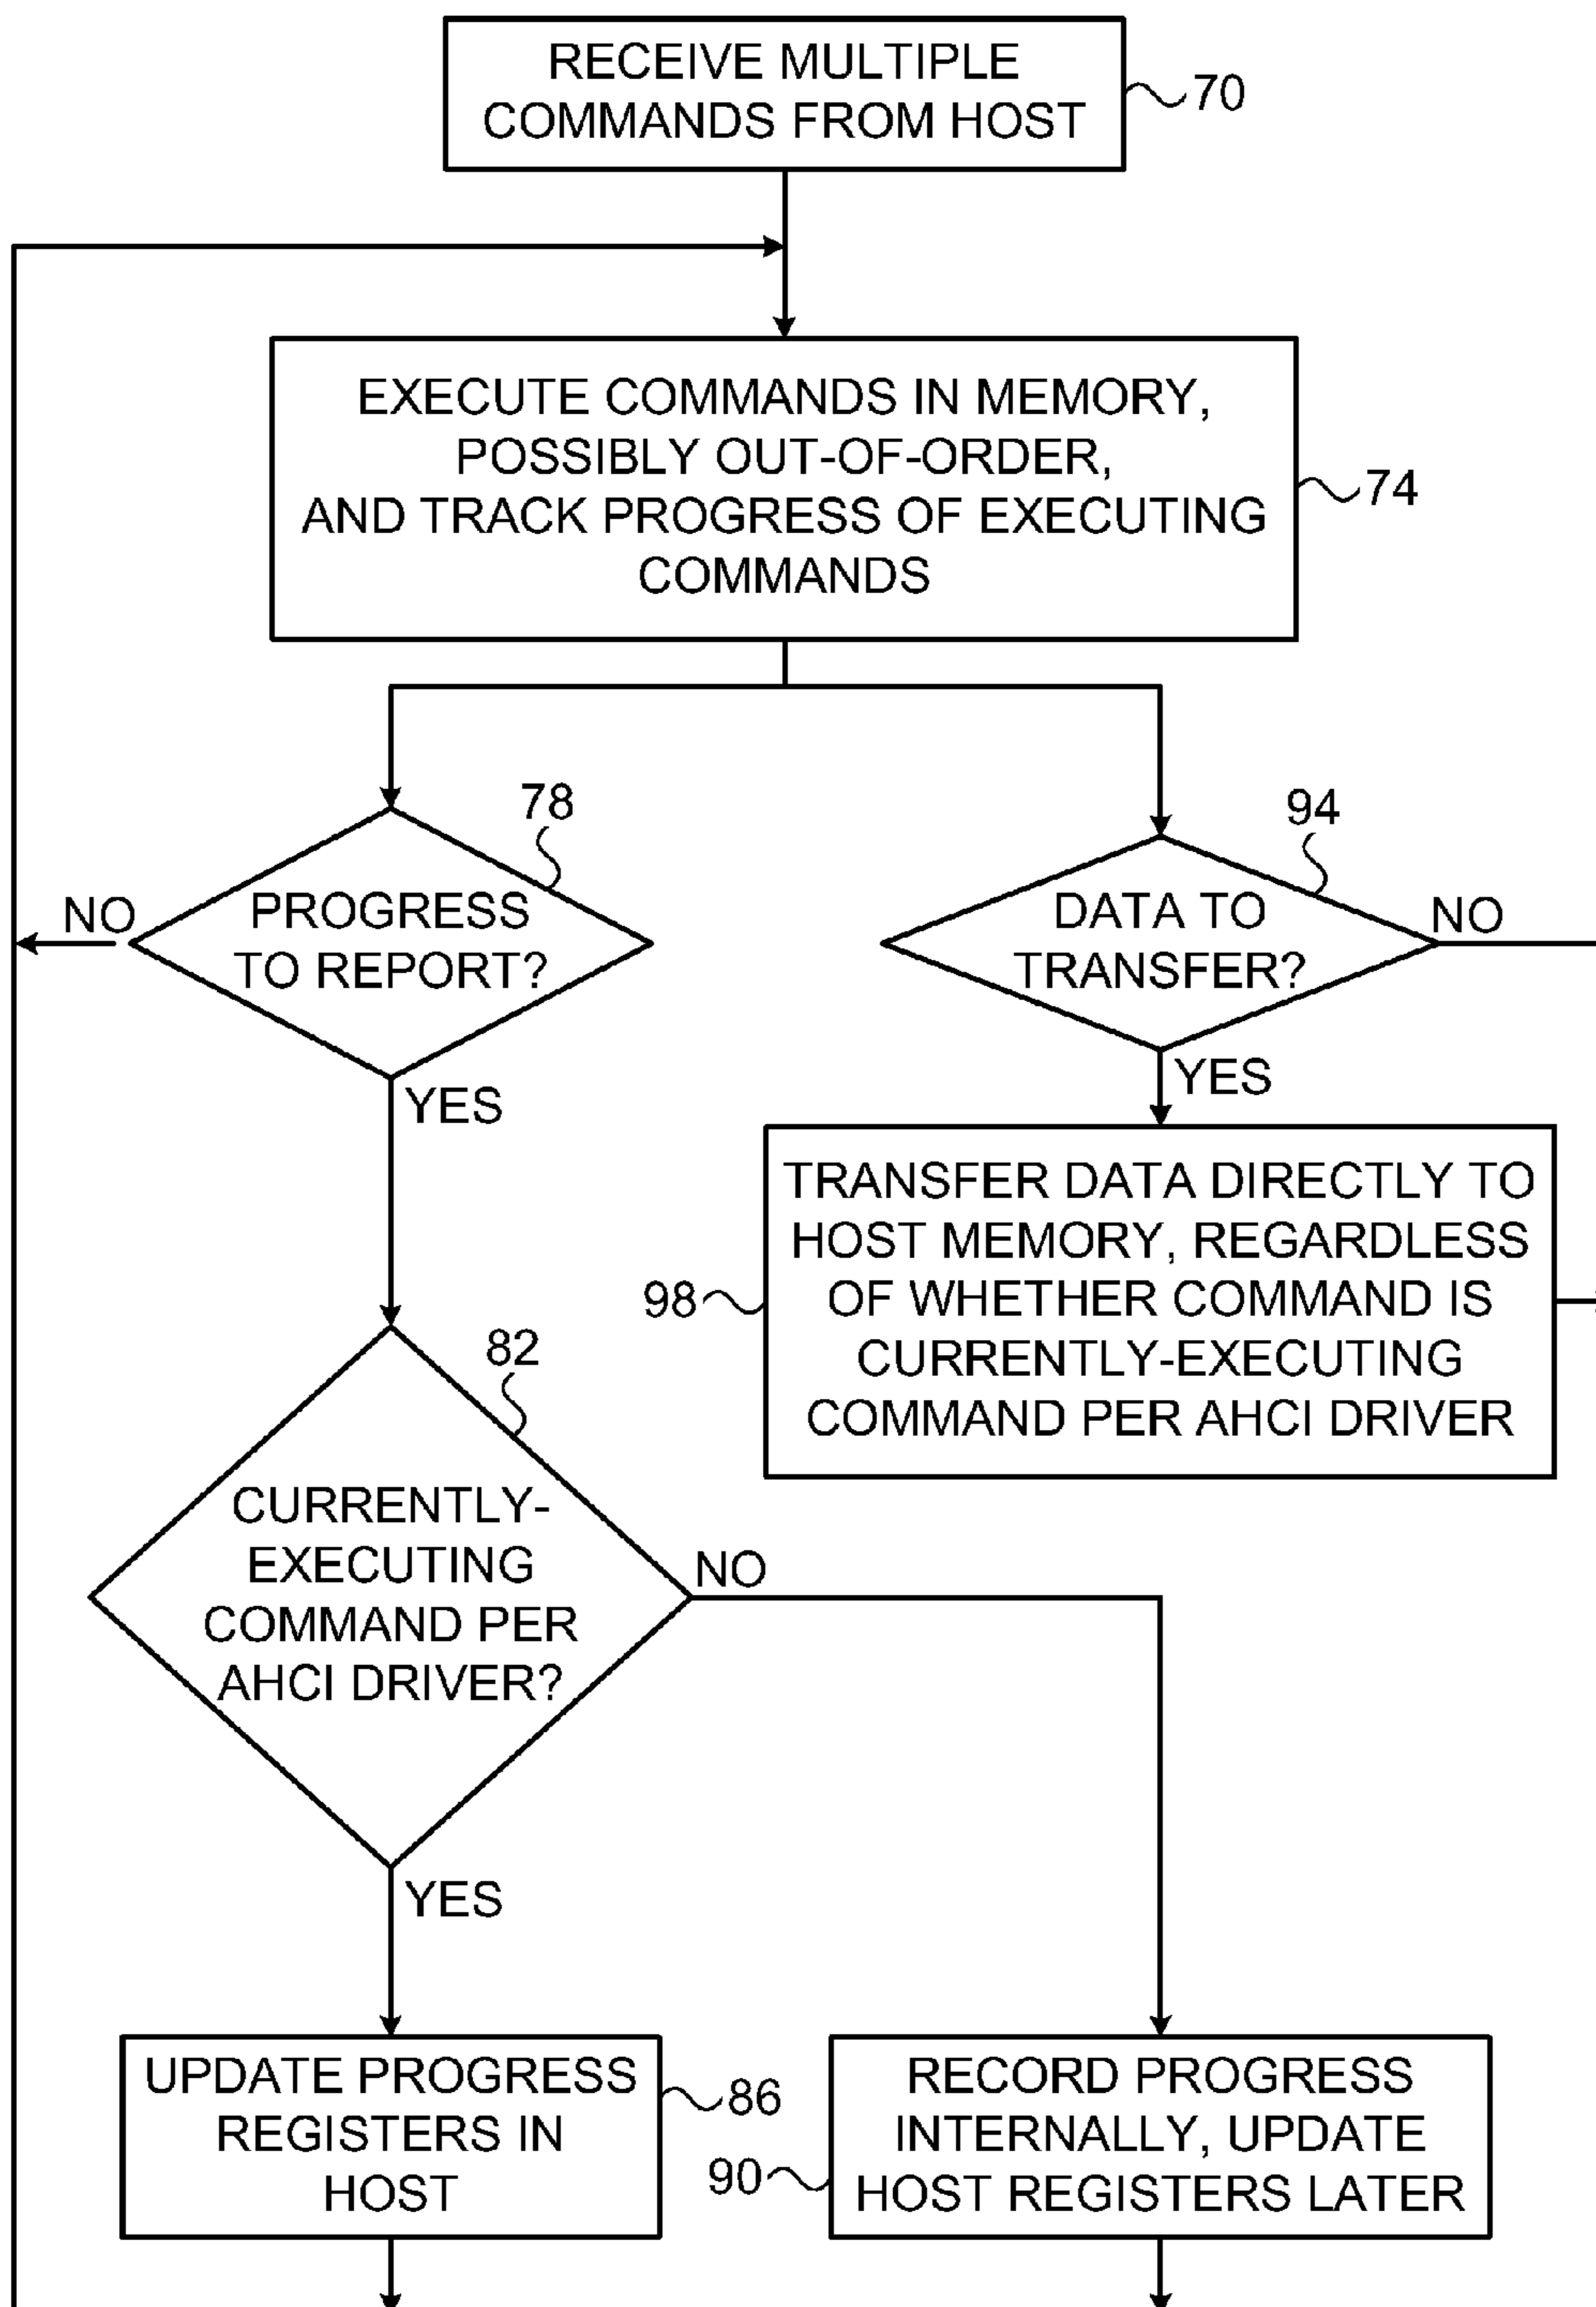 RECEIVE MULTIPLE
COMMANDS FROM HOST
70
EXECUTE COMMANDS IN MEMORY,
POSSIBLY OUT-OF-ORDER,
AND TRACK PROGRESS OF EXECUTING
COMMANDS
74
78
PROGRESS
TO REPORT?
NO
YES
94
DATA TO
TRANSFER?
NO
YES
TRANSFER DATA DIRECTLY TO
HOST MEMORY, REGARDLESS
OF WHETHER COMMAND IS
CURRENTLY-EXECUTING
COMMAND PER AHCI DRIVER
98
82
CURRENTLY-
EXECUTING
COMMAND PER
AHCI DRIVER?
NO
YES
UPDATE PROGRESS
REGISTERS IN
HOST
86
RECORD PROGRESS
INTERNALLY, UPDATE
HOST REGISTERS LATER
90